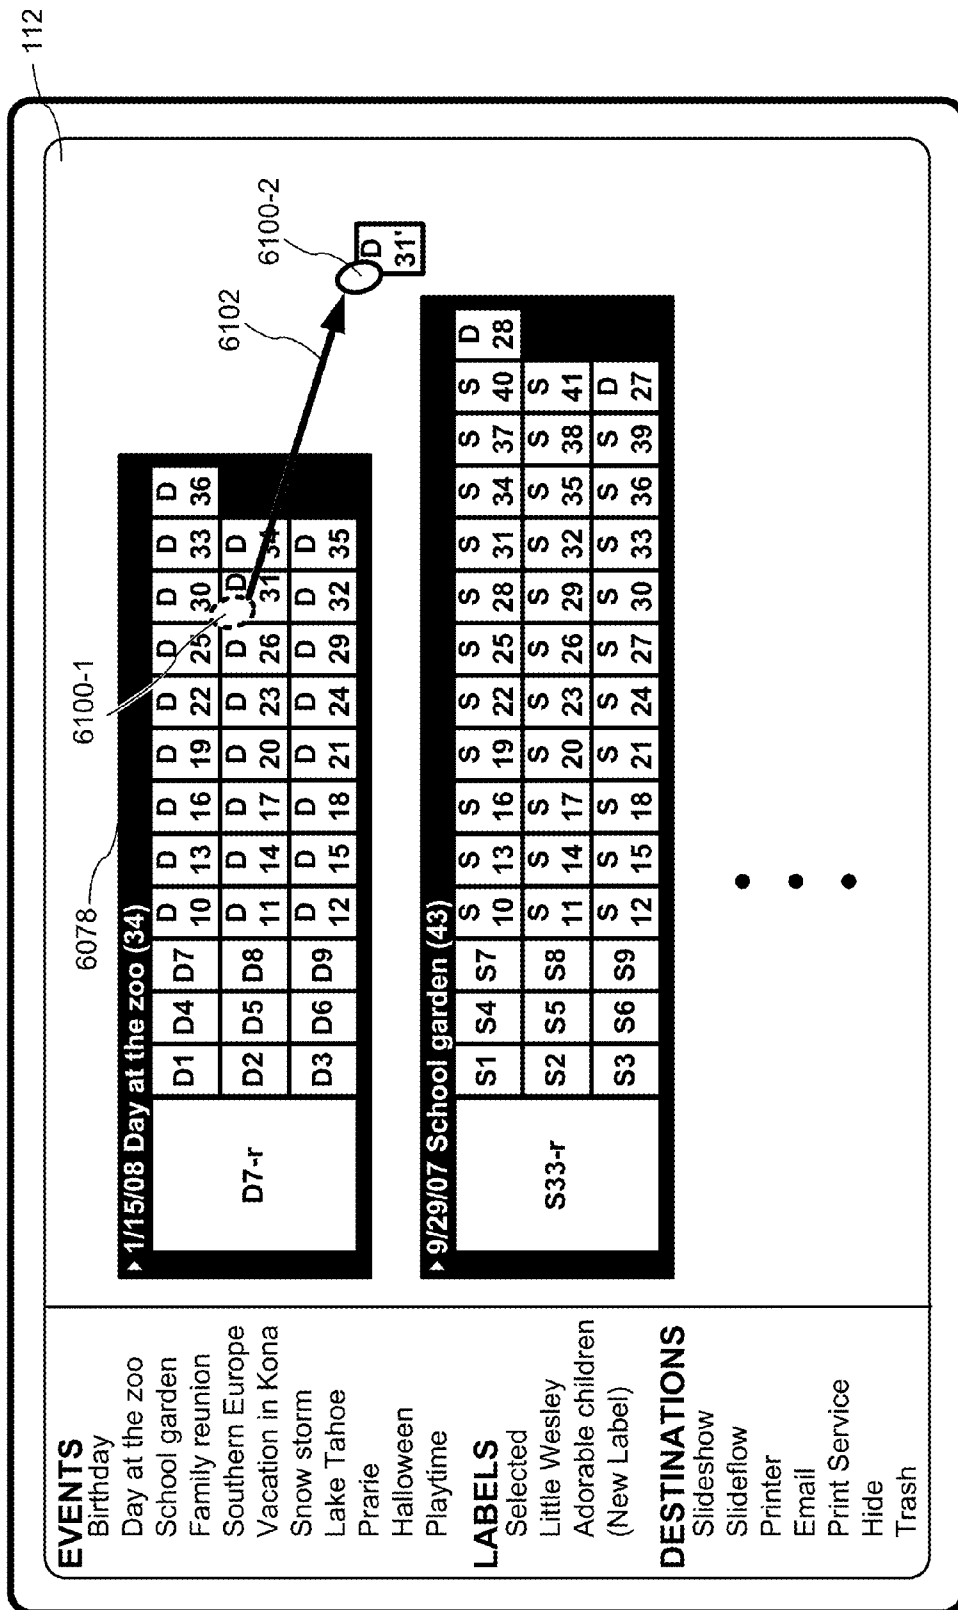 112
EVENTS
Birthday
Day at the zoo
School garden
Family reunion
Southern Europe
Vacation in Kona
Snow storm
Lake Tahoe
Prarie
Halloween
Playtime
LABELS
Selected
Little Wesley
Adorable children
(New Label)
DESTINATIONS
Slideshow
Slideflow
Printer
Email
Print Service
Hide
Trash
6078
6100-1
6102
6100-2
1/15/08 Day at the zoo (34)
D7-r
D1 D4 D7 D 10 D 13 D 16 D 19 D 22 D 25 D 30 D 33 D 36
D2 D5 D8 D 11 D 14 D 17 D 20 D 23 D 26 D 31 D 34
D3 D6 D9 D 12 D 15 D 18 D 21 D 24 D 29 D 32 D 35
D 31'
9/29/07 School garden (43)
S33-r
S1 S4 S7 S 10 S 13 S 16 S 19 S 22 S 25 S 28 S 31 S 34 S 37 S 40 D 28
S2 S5 S8 S 11 S 14 S 17 S 20 S 23 S 26 S 29 S 32 S 35 S 38 S 41
S3 S6 S9 S 12 S 15 S 18 S 21 S 24 S 27 S 30 S 33 S 36 S 39 D 27